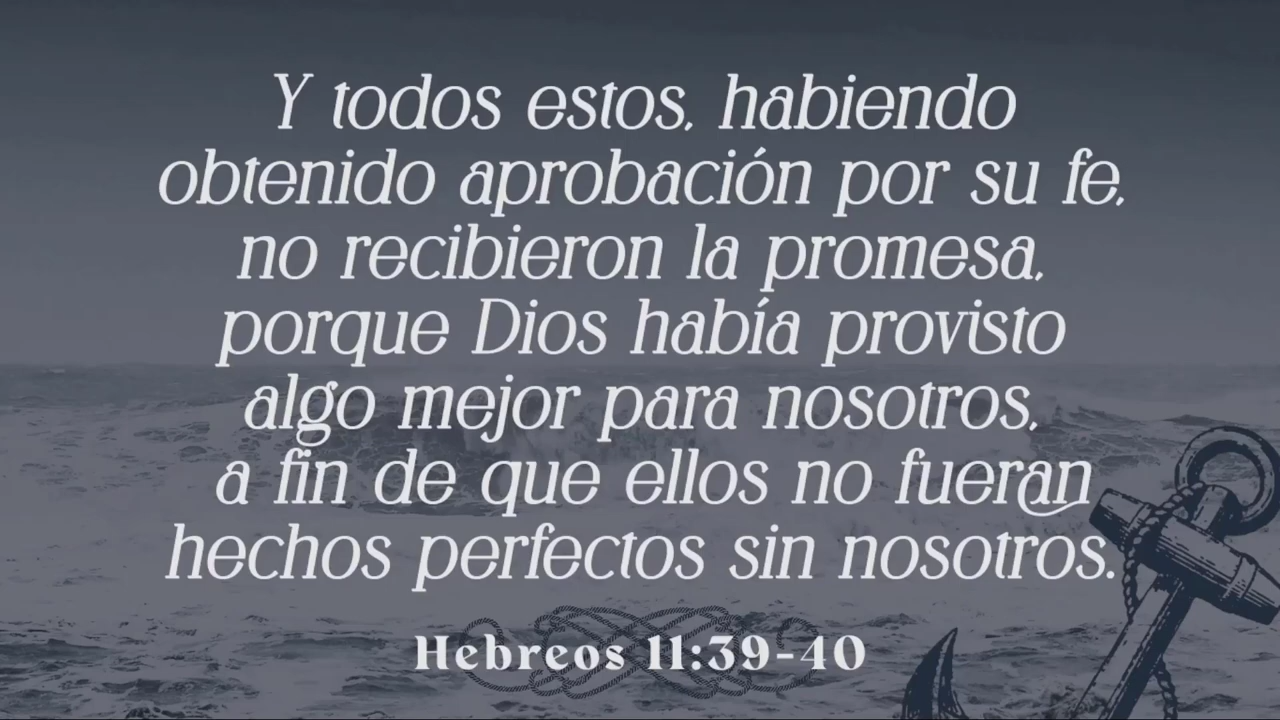 Y todos estos, habiendo
obtenido aprobación por su fe,
no recibieron la promesa,
porque Dios había provisto
algo mejor para nosotros,
a fin de que ellos no fueran
hechos perfectos sin nosotros.
Hebreos 11:39-40